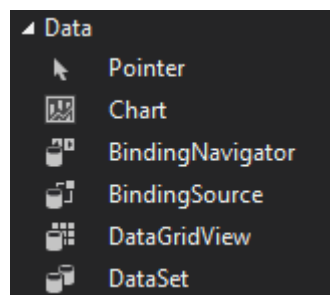 Data
Pointer
Chart
BindingNavigator
BindingSource
DataGridView
DataSet